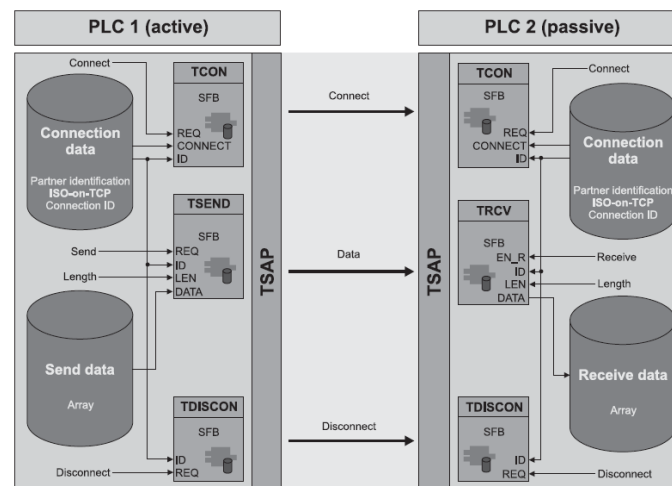 PLC 1 (active)
Connect
TCON
SFB
REQ
CONNECT
ID
Connection
data
Partner identification
ISO-on-TCP
Connection ID
TSEND
SFB
Send
REQ
ID
Length
LEN
DATA
Send data
Array
TDISCON
SFB
ID
Disconnect
REQ
TSAP
Connect
Data
Disconnect
TSAP
PLC 2 (passive)
TCON
SFB
Connect
REQ
CONNECT
ID
Connection
data
Partner identification
ISO-on-TCP
Connection ID
TRCV
SFB
EN_R
Receive
ID
LEN
Length
DATA
Receive data
Array
TDISCON
SFB
ID
REQ
Disconnect